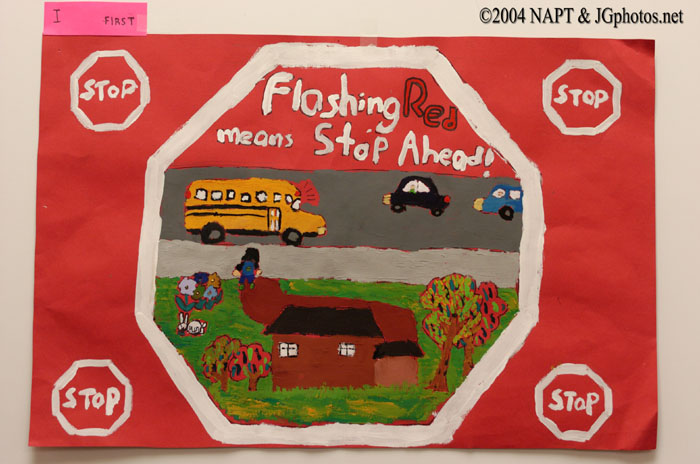 ©2004 NAPT & JGphotos.net
I FIRST
STOP
STOP
Flashing Red
means Stop Ahead!
STOP
STOP